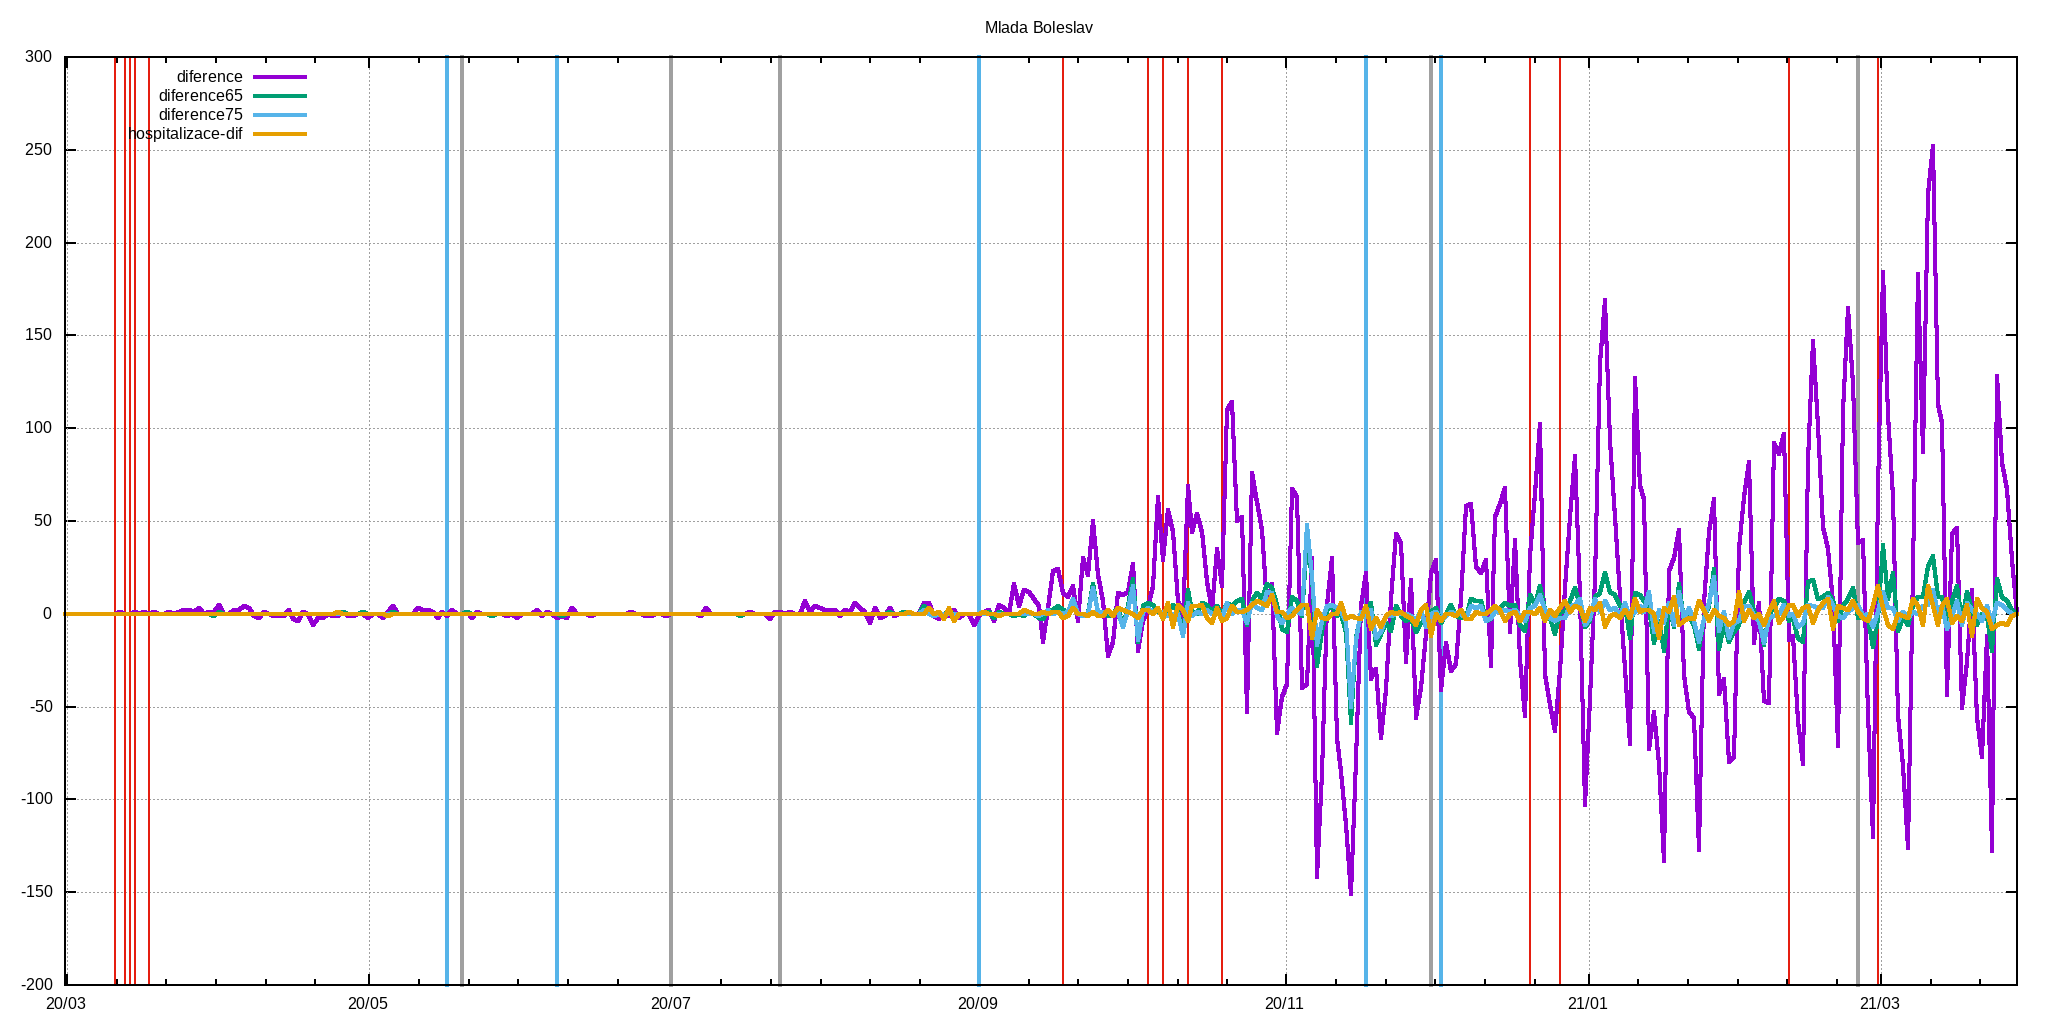 Mlada Boleslav
300
diference
diference65
diference75
hospitalizace-dif
250
200
150
100
50
0
-50
-100
-150
-200
20/03 20/05 20/07 20/09 20/11 21/01 21/03